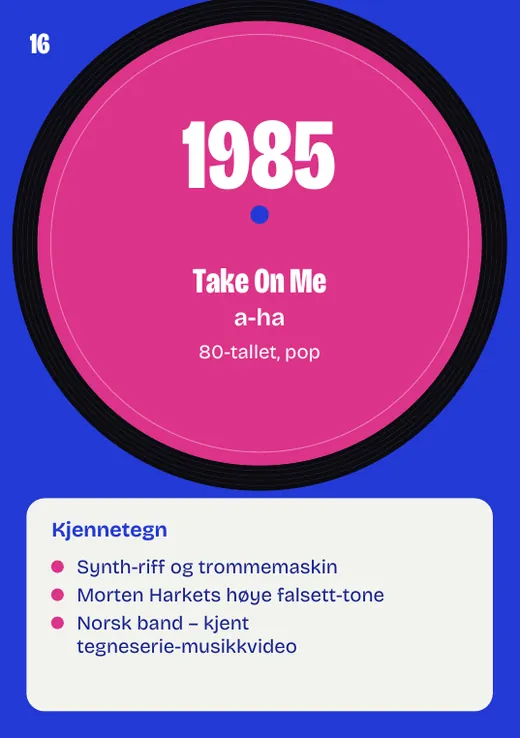 16
1985
Take On Me
a-ha
80-tallet, pop
Kjennetegn
Synth-riff og trommemaskin
Morten Harkets høye falsett-tone
Norsk band – kjent
tegneserie-musikkvideo